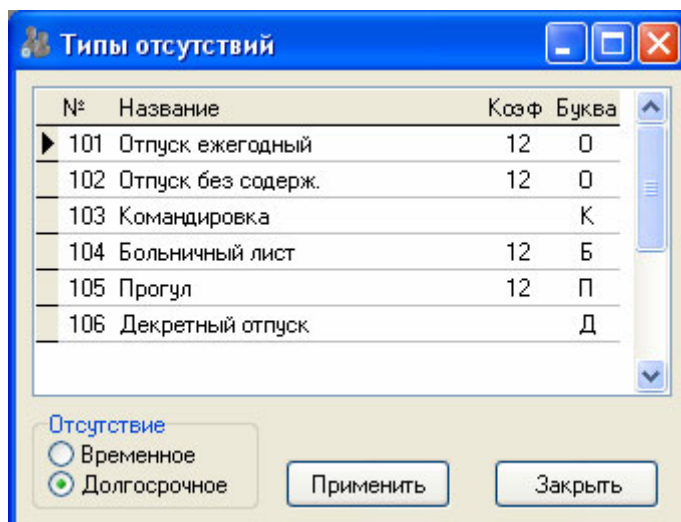 Типы отсутствий
№ Название Коэф Буква
101 Отпуск ежегодный 12 О
102 Отпуск без содерж. 12 О
103 Командировка К
104 Больничный лист 12 Б
105 Прогул 12 П
106 Декретный отпуск Д
Отсутствие
Временное
Долгосрочное
Применить Закрыть